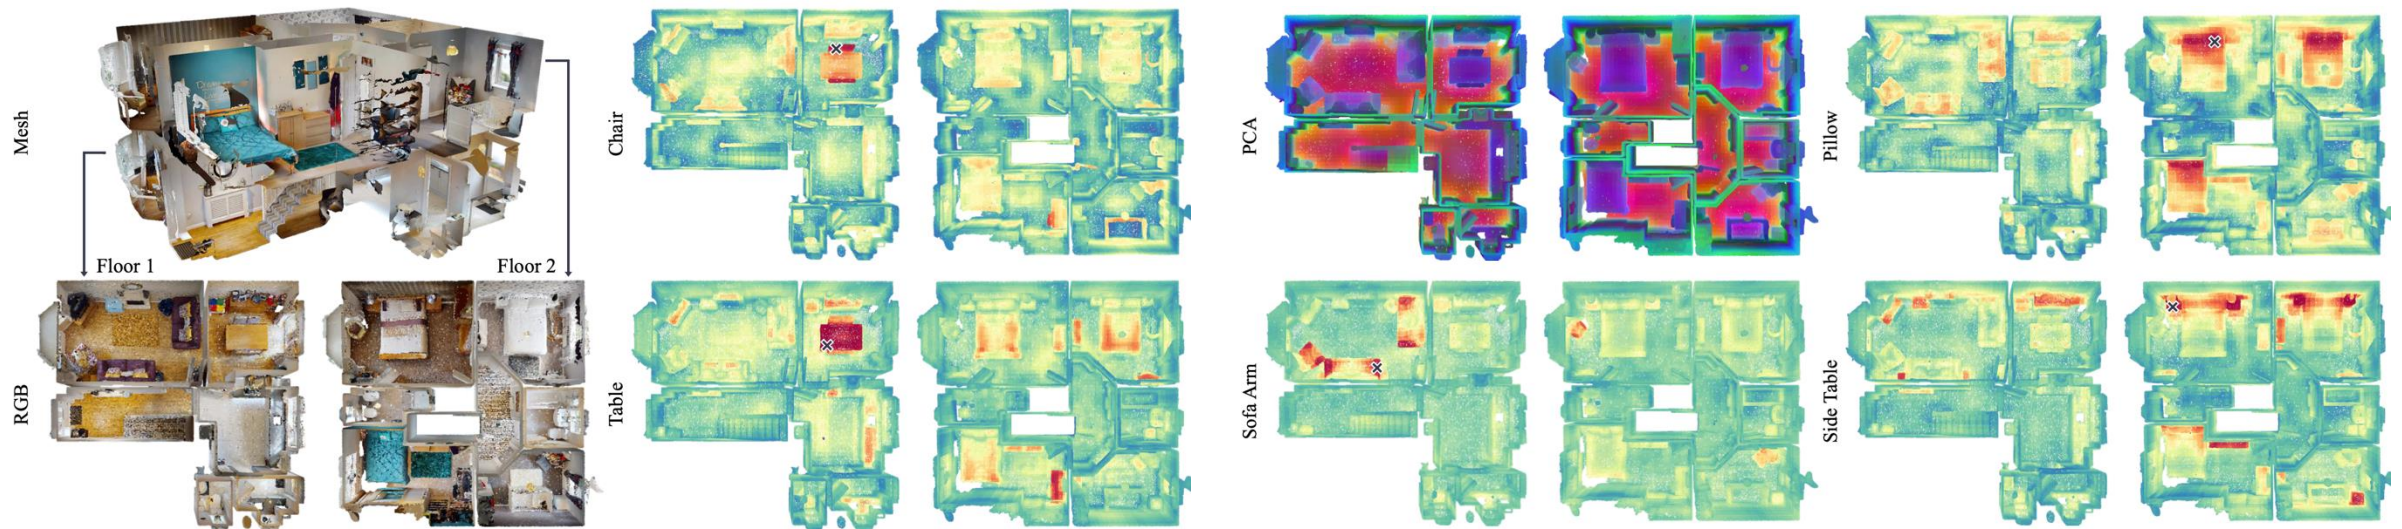 Mesh
Chair
PCA
Pillow
Floor 1
Floor 2
RGB
Table
Sofa Arm
Side Table